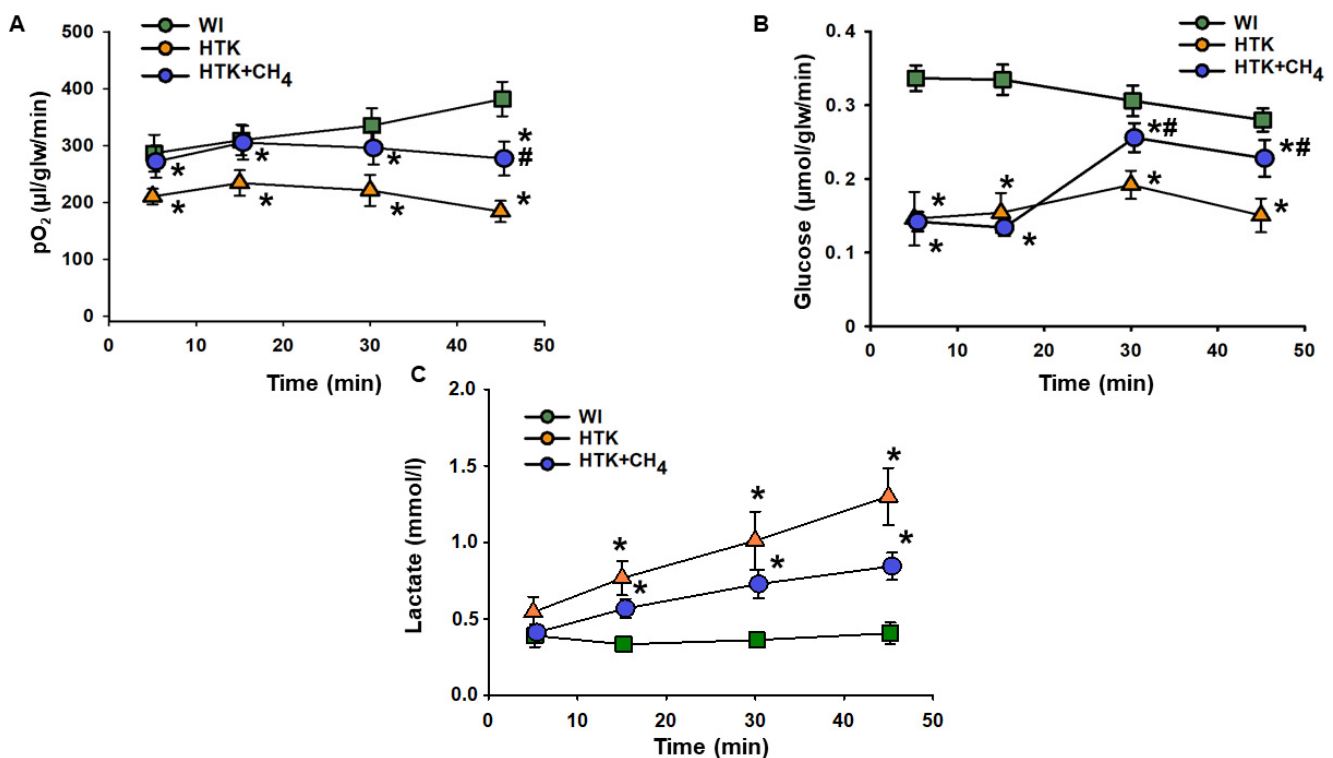 A
WI
HTK
HTK+CH₄
500
400
300
200
100
0
pO₂ (µl/glw/min)
* * * * * * * * #
0 10 20 30 40 50
Time (min)
B
WI
HTK
HTK+CH₄
0.4
0.3
0.2
0.1
0
Glucose (µmol/glw/min)
* * * * *# * *# *
0 10 20 30 40 50
Time (min)
C
WI
HTK
HTK+CH₄
2.0
1.5
1.0
0.5
0.0
Lactate (mmol/l)
* * * * * *
0 10 20 30 40 50
Time (min)